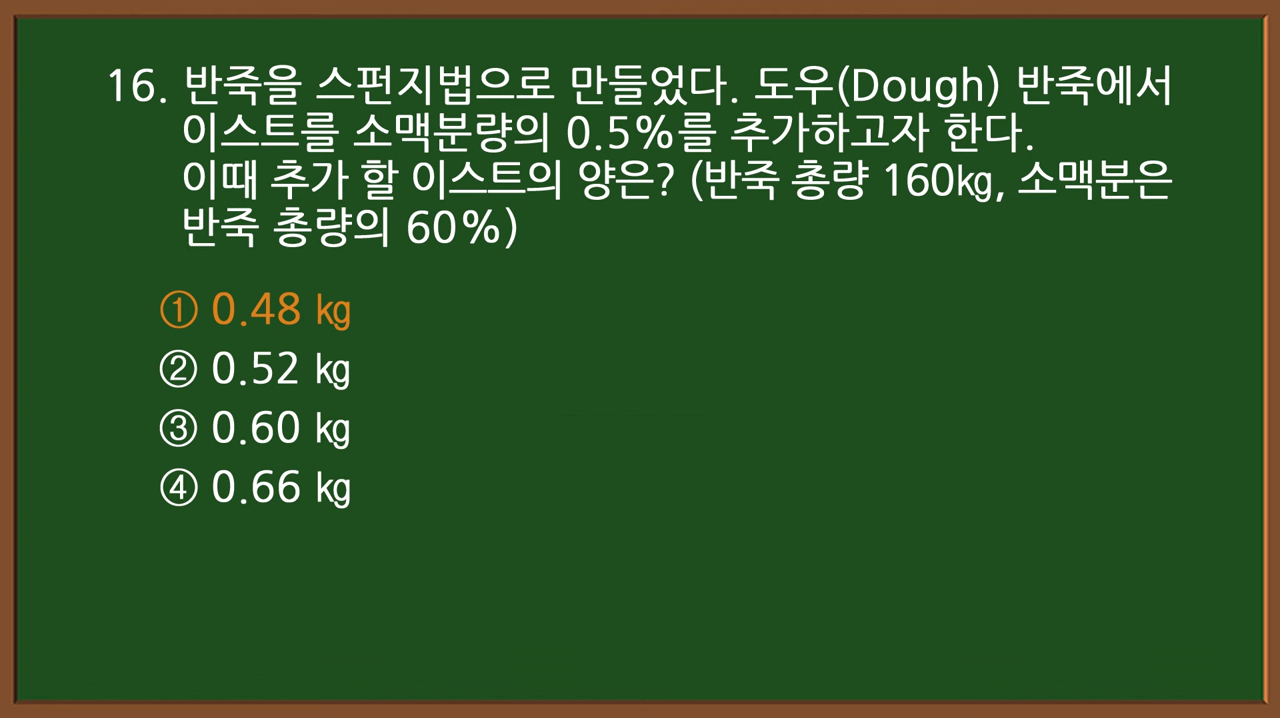 16. 반죽을 스펀지법으로 만들었다. 도우(Dough) 반죽에서
이스트를 소맥분량의 0.5%를 추가하고자 한다.
이때 추가 할 이스트의 양은? (반죽 총량 160㎏, 소맥분은
반죽 총량의 60%)
① 0.48 ㎏
② 0.52 ㎏
③ 0.60 ㎏
④ 0.66 ㎏